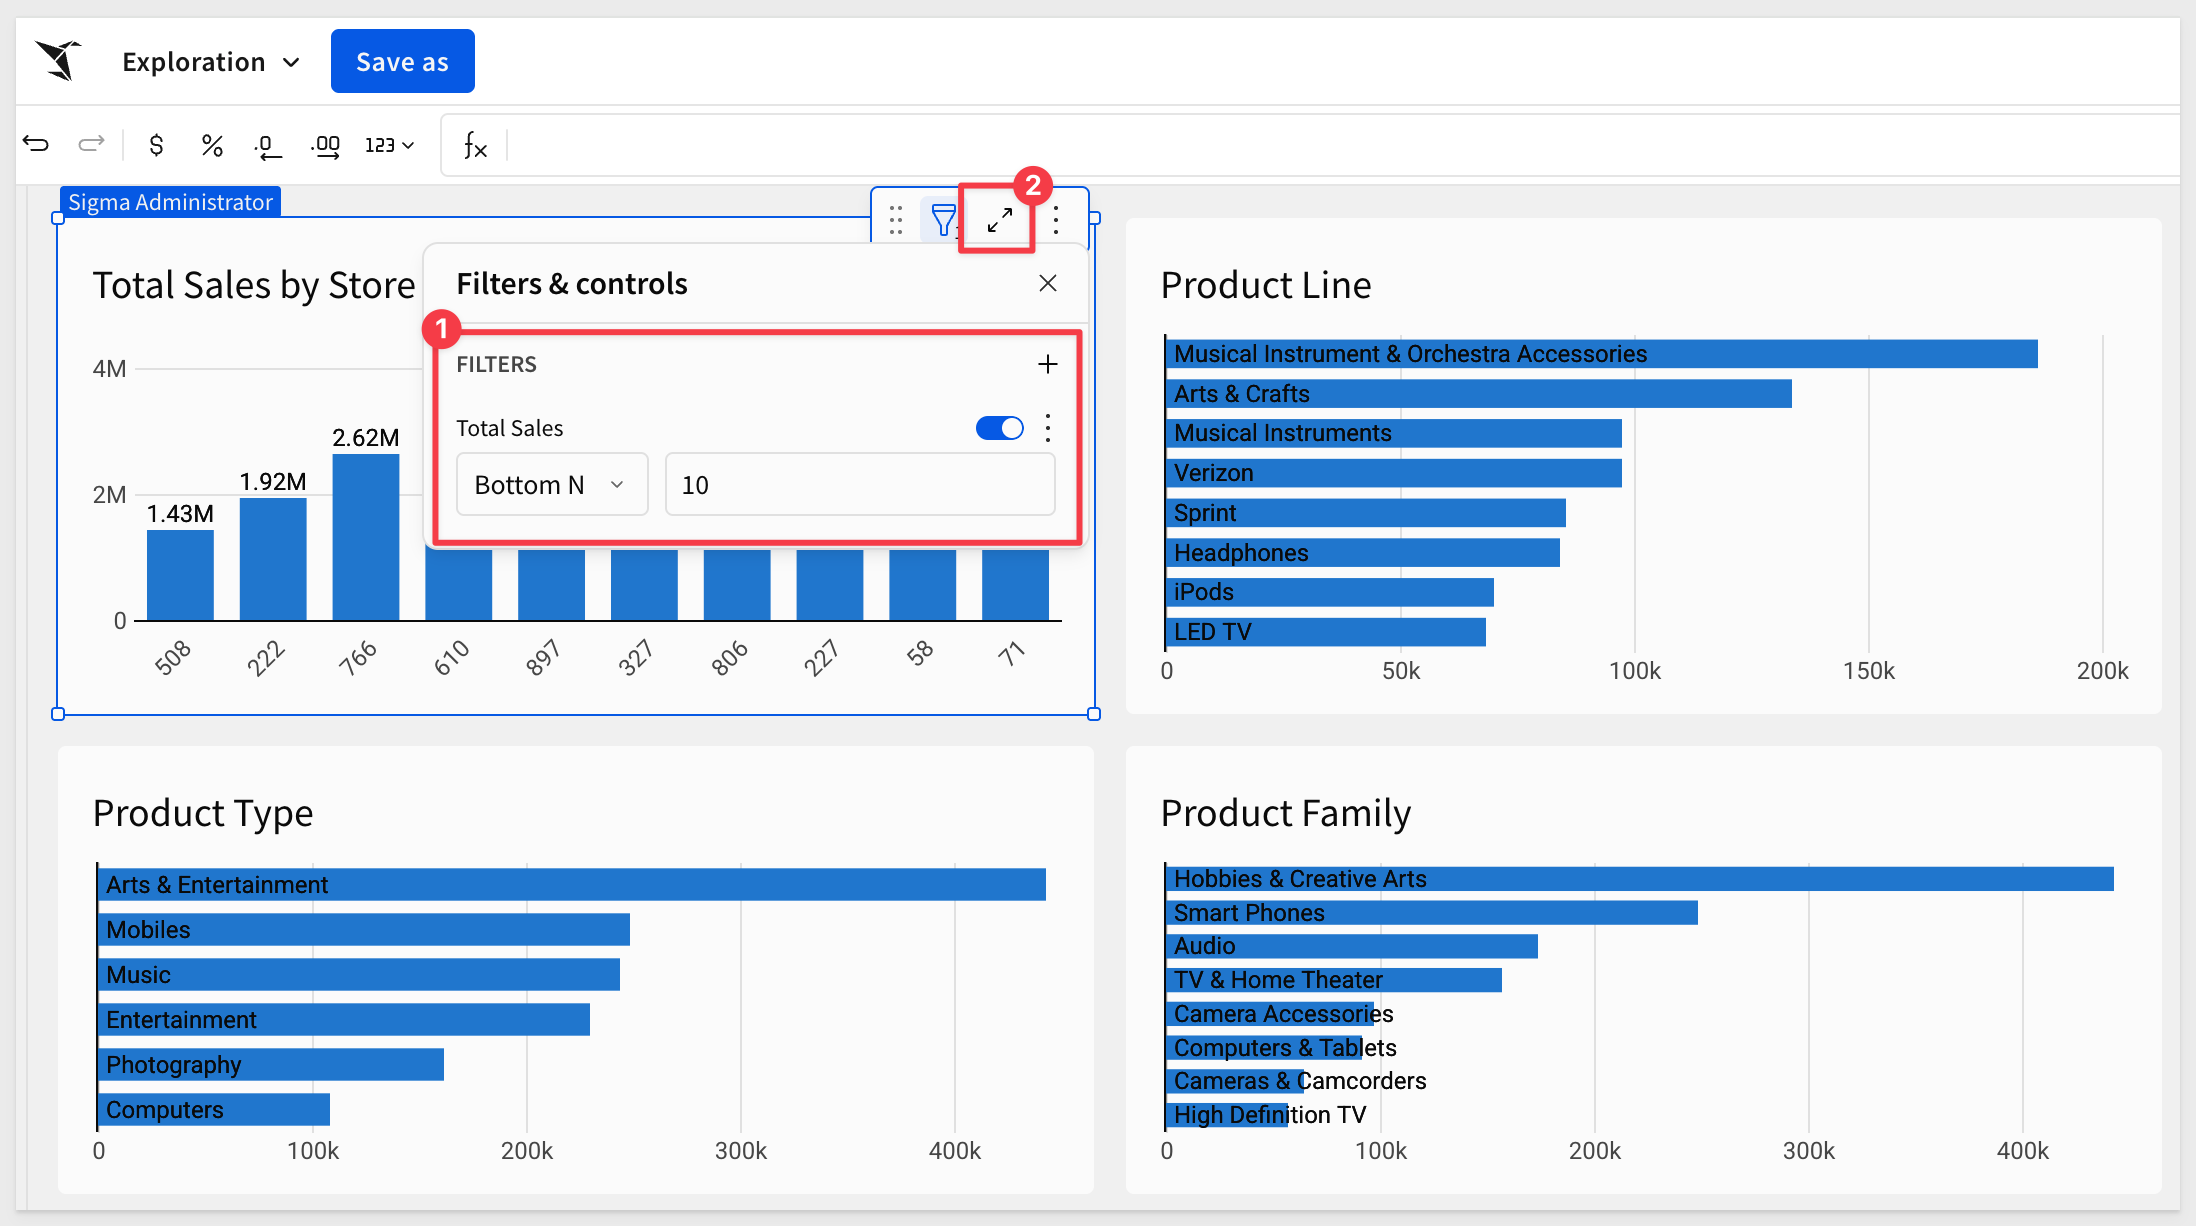 Exploration
Save as
$ % .0 .00 123 fx
Sigma Administrator
2
Total Sales by Store
4M
2M
0
1.43M
1.92M
2.62M
508
222
766
610
897
327
806
227
58
71
Filters & controls
1
FILTERS
Total Sales
Bottom N
10
Product Line
Musical Instrument & Orchestra Accessories
Arts & Crafts
Musical Instruments
Verizon
Sprint
Headphones
iPods
LED TV
0 50k 100k 150k 200k
Product Type
Arts & Entertainment
Mobiles
Music
Entertainment
Photography
Computers
0 100k 200k 300k 400k
Product Family
Hobbies & Creative Arts
Smart Phones
Audio
TV & Home Theater
Camera Accessories
Computers & Tablets
Cameras & Camcorders
High Definition TV
0 100k 200k 300k 400k